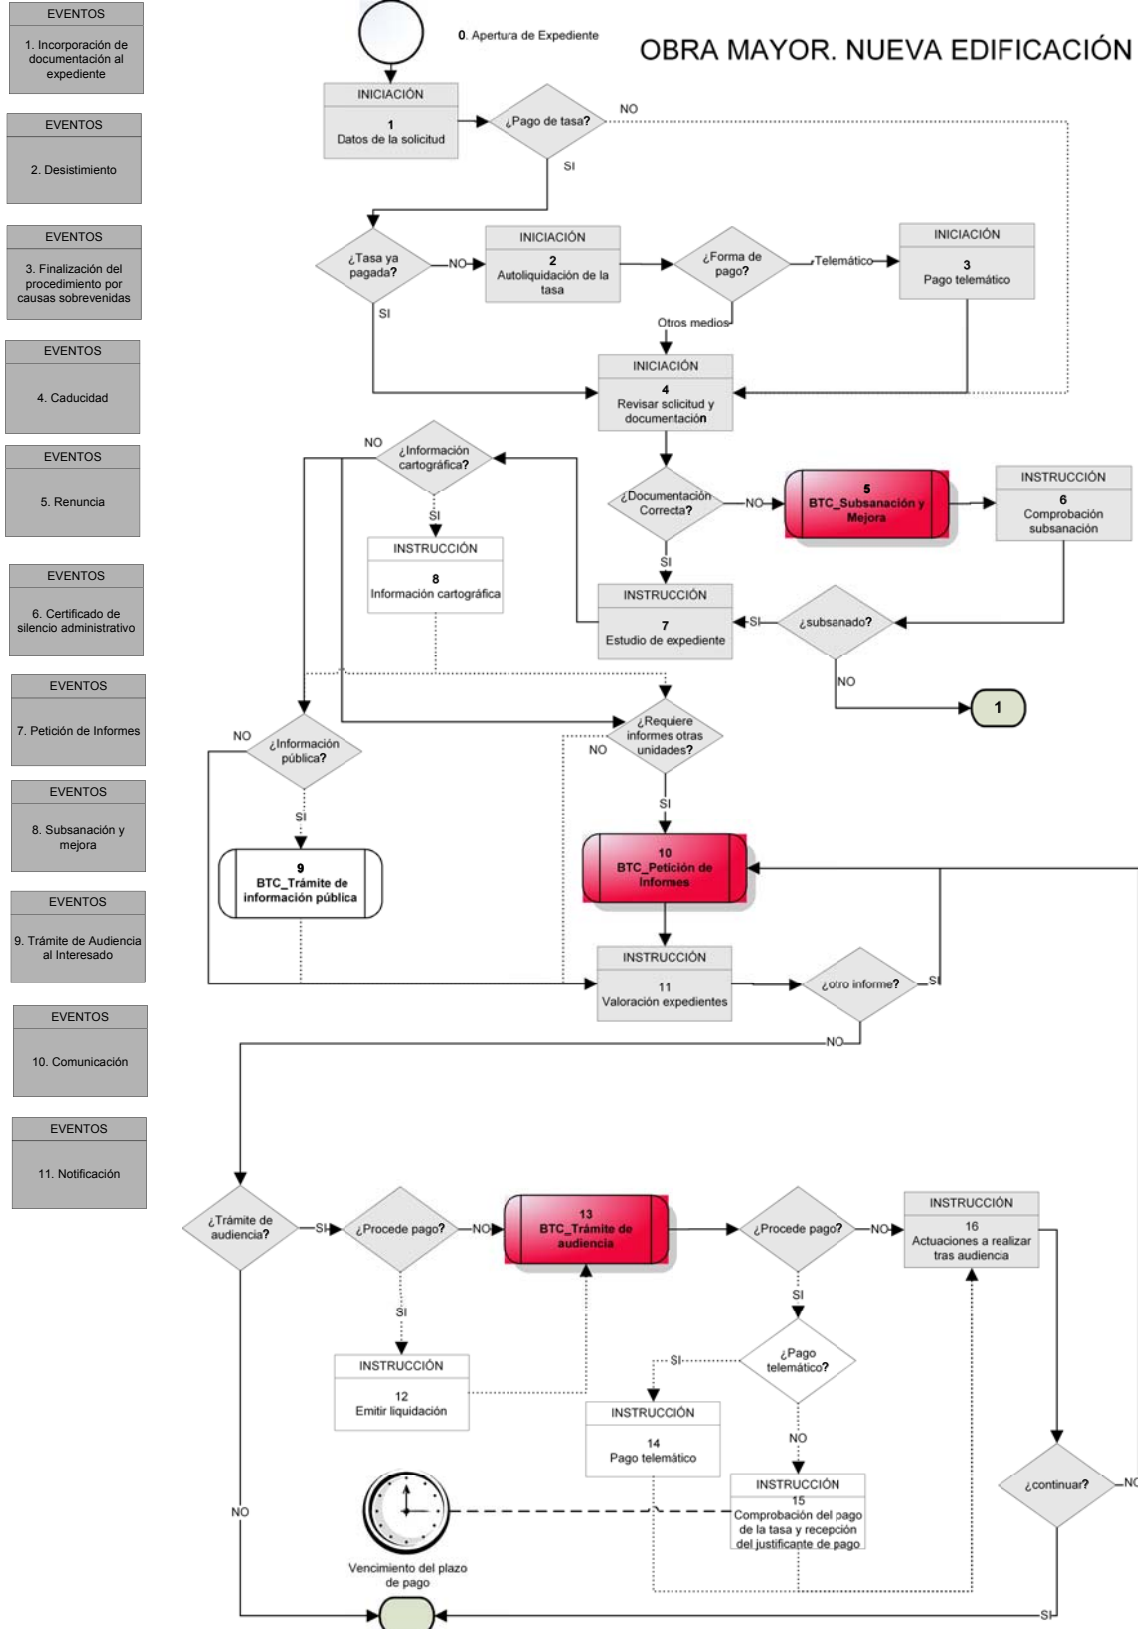 EVENTOS
1. Incorporación de
documentación al
expediente
EVENTOS
2. Desistimiento
EVENTOS
3. Finalización del
procedimiento por
causas sobrevenidas
EVENTOS
4. Caducidad
EVENTOS
5. Renuncia
EVENTOS
6. Certificado de
silencio administrativo
EVENTOS
7. Petición de Informes
EVENTOS
8. Subsanación y
mejora
EVENTOS
9. Trámite de Audiencia
al Interesado
EVENTOS
10. Comunicación
EVENTOS
11. Notificación
0. Apertura de Expediente
OBRA MAYOR. NUEVA EDIFICACIÓN
INICIACIÓN
1
Datos de la solicitud
¿Pago de tasa?
NO
SI
¿Tasa ya
pagada?
NO
SI
INICIACIÓN
2
Autoliquidación de la
tasa
¿Forma de
pago?
Telemático
Otros medios
INICIACIÓN
3
Pago telemático
INICIACIÓN
4
Revisar solicitud y
documentación
¿Información
cartográfica?
NO
SI
¿Documentación
Correcta?
NO
SI
5
BTC_Subsanación y
Mejora
INSTRUCCIÓN
6
Comprobación
subsanación
INSTRUCCIÓN
8
Información cartográfica
INSTRUCCIÓN
7
Estudio de expediente
SI
¿subsanado?
NO
1
NO
¿Información
pública?
SI
¿Requiere
informes otras
unidades?
NO
SI
9
BTC_Trámite de
información pública
10
BTC_Petición de
Informes
INSTRUCCIÓN
11
Valoración expedientes
¿otro informe?
SI
NO
¿Trámite de
audiencia?
SI
NO
¿Procede pago?
NO
SI
13
BTC_Trámite de
audiencia
¿Procede pago?
NO
SI
INSTRUCCIÓN
16
Actuaciones a realizar
tras audiencia
INSTRUCCIÓN
12
Emitir liquidación
¿Pago
telemático?
SI
NO
INSTRUCCIÓN
14
Pago telemático
INSTRUCCIÓN
15
Comprobación del pago
de la tasa y recepción
del justificante de pago
¿continuar?
NO
SI
Vencimiento del plazo
de pago